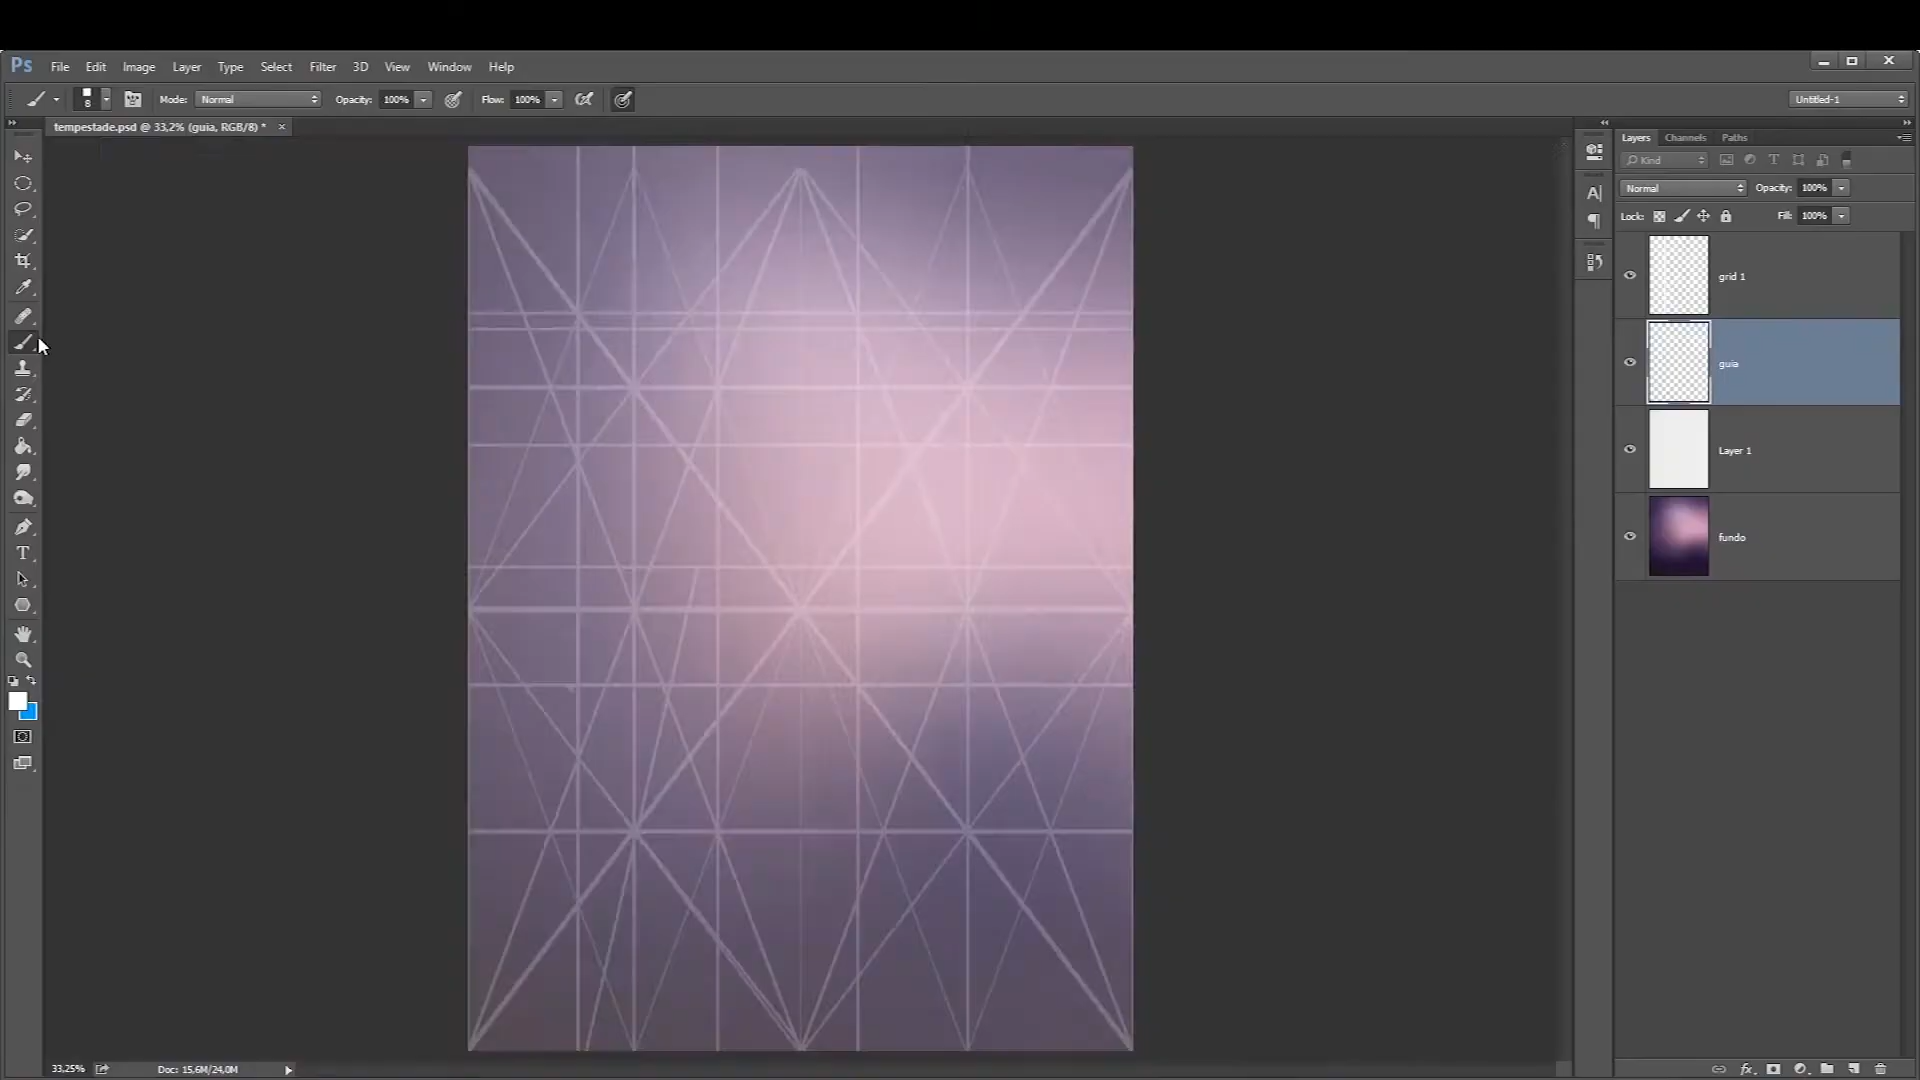 Ps File Edit Image Layer Type Select Filter 3D View Window Help
8 Mode: Normal Opacity: 100% Flow: 100% Untitled-1
tempestade.psd @ 33,2% (guia, RGB/8) * ×
Layers Channels Paths
Kind
Normal Opacity: 100%
Lock: Fill: 100%
grid 1
guia
Layer 1
fundo
33,25% Doc: 15,6M/24,0M